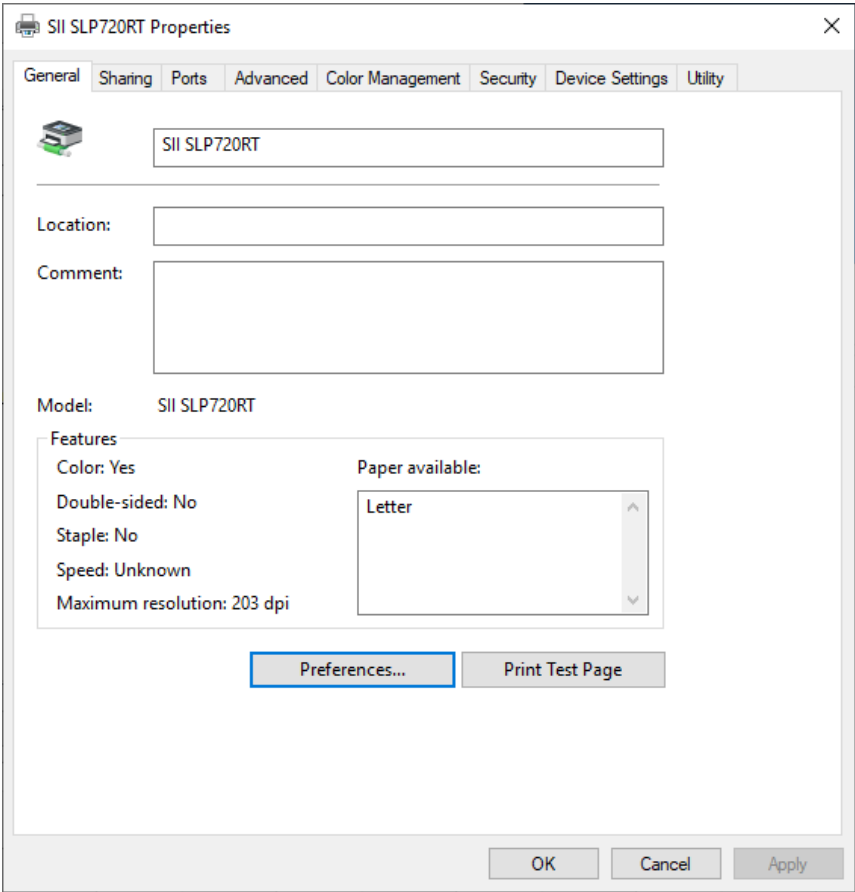 SII SLP720RT Properties
General Sharing Ports Advanced Color Management Security Device Settings Utility
SII SLP720RT
Location:
Comment:
Model: SII SLP720RT
Features
Color: Yes
Paper available:
Double-sided: No
Letter
Staple: No
Speed: Unknown
Maximum resolution: 203 dpi
Preferences... Print Test Page
OK Cancel Apply